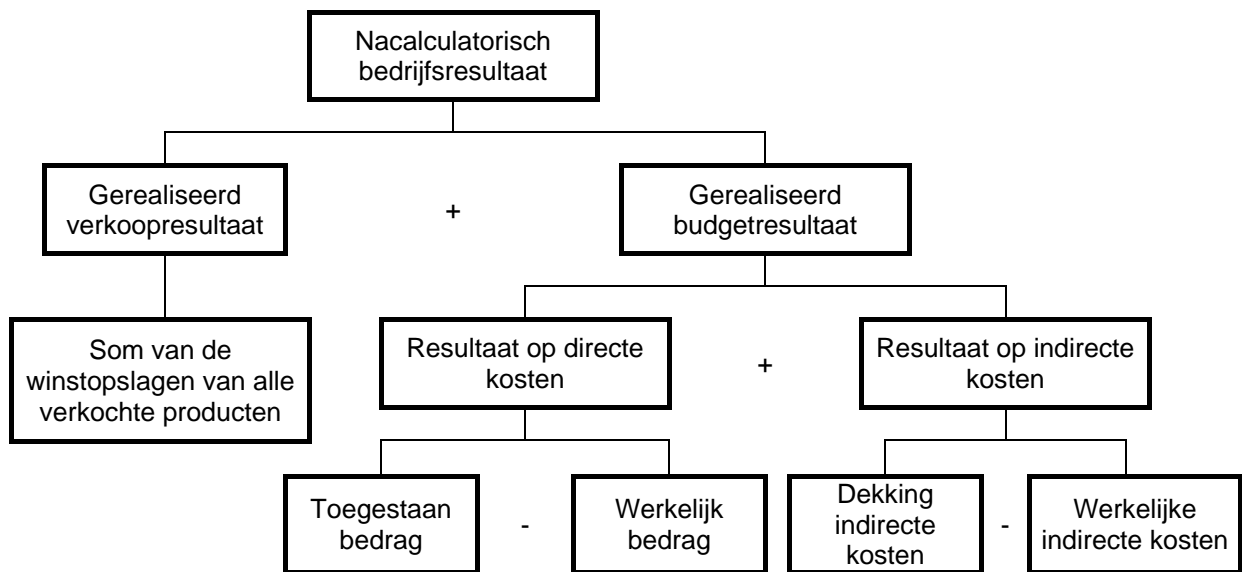 Nacalculatorisch
bedrijfsresultaat
Gerealiseerd
verkoopresultaat
+
Gerealiseerd
budgetresultaat
Som van de
winstopslagen van alle
verkochte producten
Resultaat op directe
kosten
+
Resultaat op indirecte
kosten
Toegestaan
bedrag
-
Werkelijk
bedrag
Dekking
indirecte
kosten
-
Werkelijke
indirecte kosten